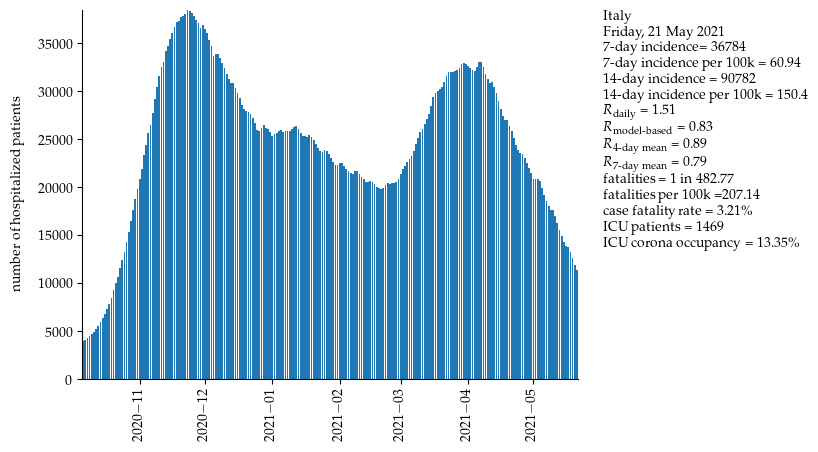 Italy
Friday, 21 May 2021
7-day incidence= 36784
7-day incidence per 100k = 60.94
14-day incidence = 90782
14-day incidence per 100k = 150.4
R daily = 1.51
R model-based = 0.83
R 4-day mean = 0.89
R 7-day mean = 0.79
fatalities = 1 in 482.77
fatalities per 100k =207.14
case fatality rate = 3.21%
ICU patients = 1469
ICU corona occupancy = 13.35%
number of hospitalized patients
35000
30000
25000
20000
15000
10000
5000
0
2020−11
2020−12
2021−01
2021−02
2021−03
2021−04
2021−05